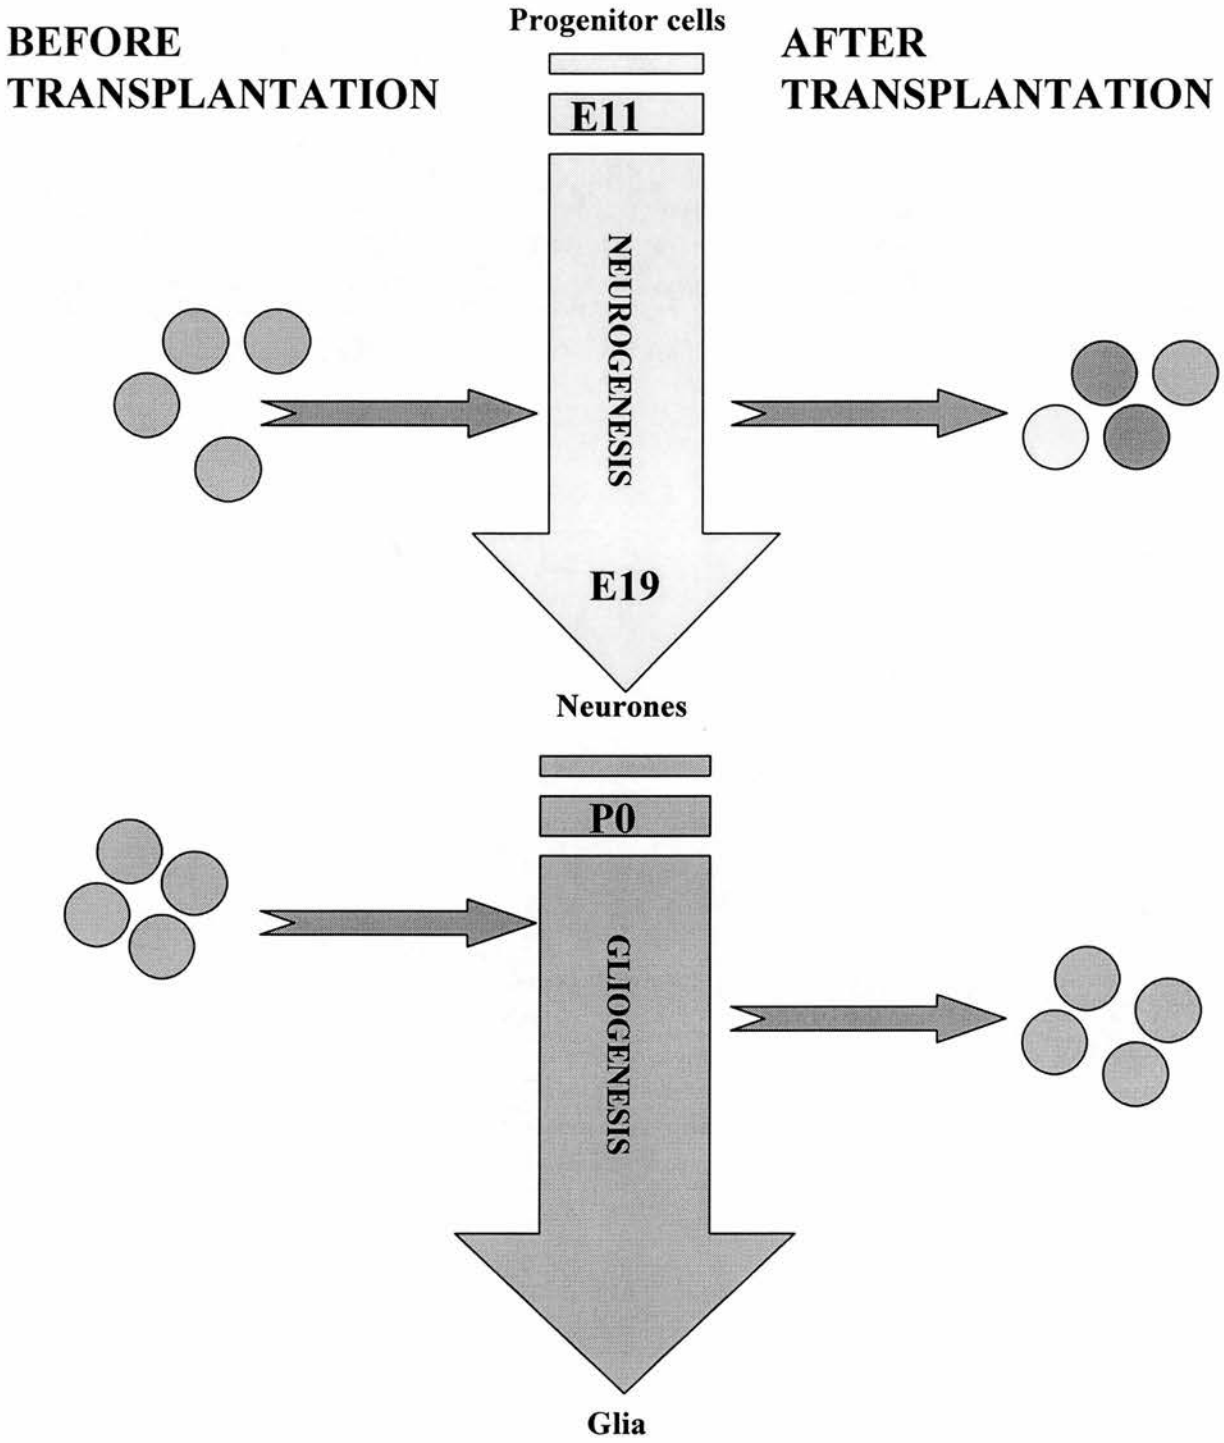 Progenitor cells
BEFORE
TRANSPLANTATION
AFTER
TRANSPLANTATION
E11
NEUROGENESIS
E19
Neurones
P0
GLIOGENESIS
Glia